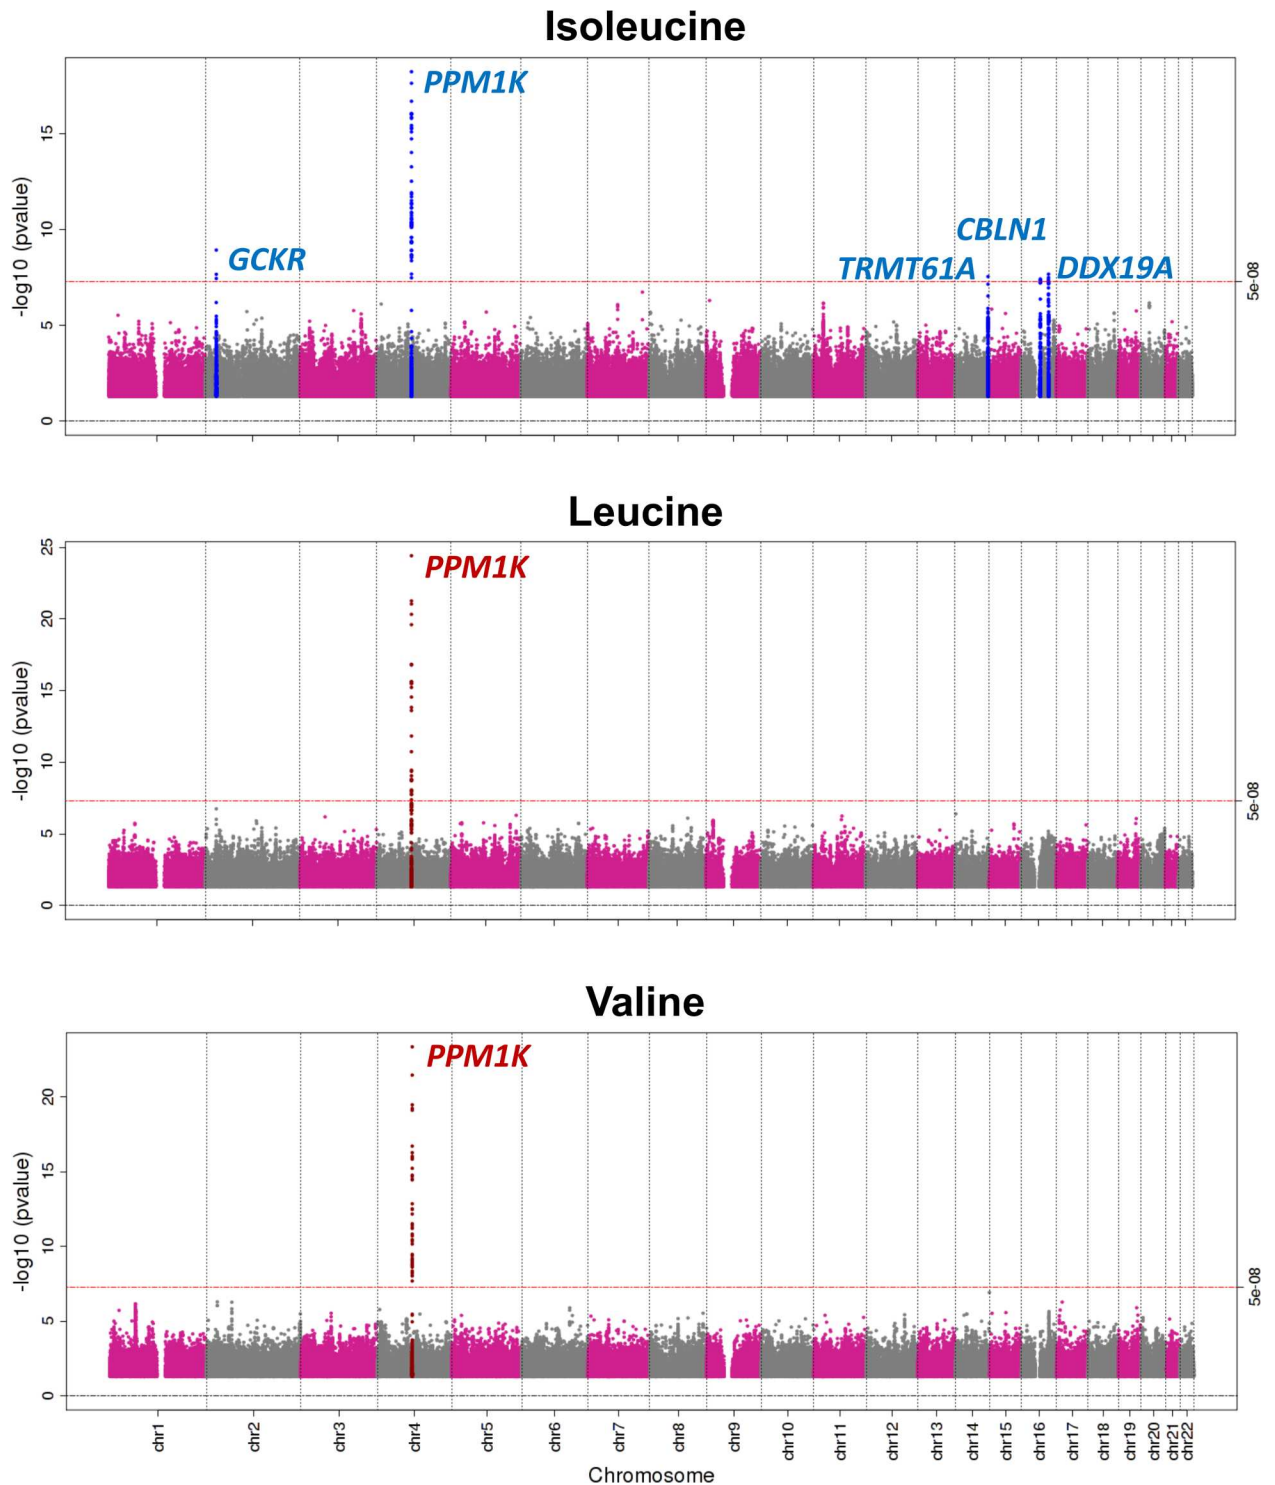 Isoleucine
-log10 (pvalue)
15
10
5
0
PPM1K
GCKR
CBLN1
TRMT61A
DDX19A
5e-08
Leucine
-log10 (pvalue)
25
20
15
10
5
0
PPM1K
5e-08
Valine
-log10 (pvalue)
20
15
10
5
0
PPM1K
5e-08
chr1 chr2 chr3 chr4 chr5 chr6 chr7 chr8 chr9 chr10 chr11 chr12 chr13 chr14 chr15 chr16 chr17 chr18 chr19 chr20 chr21 chr22
Chromosome